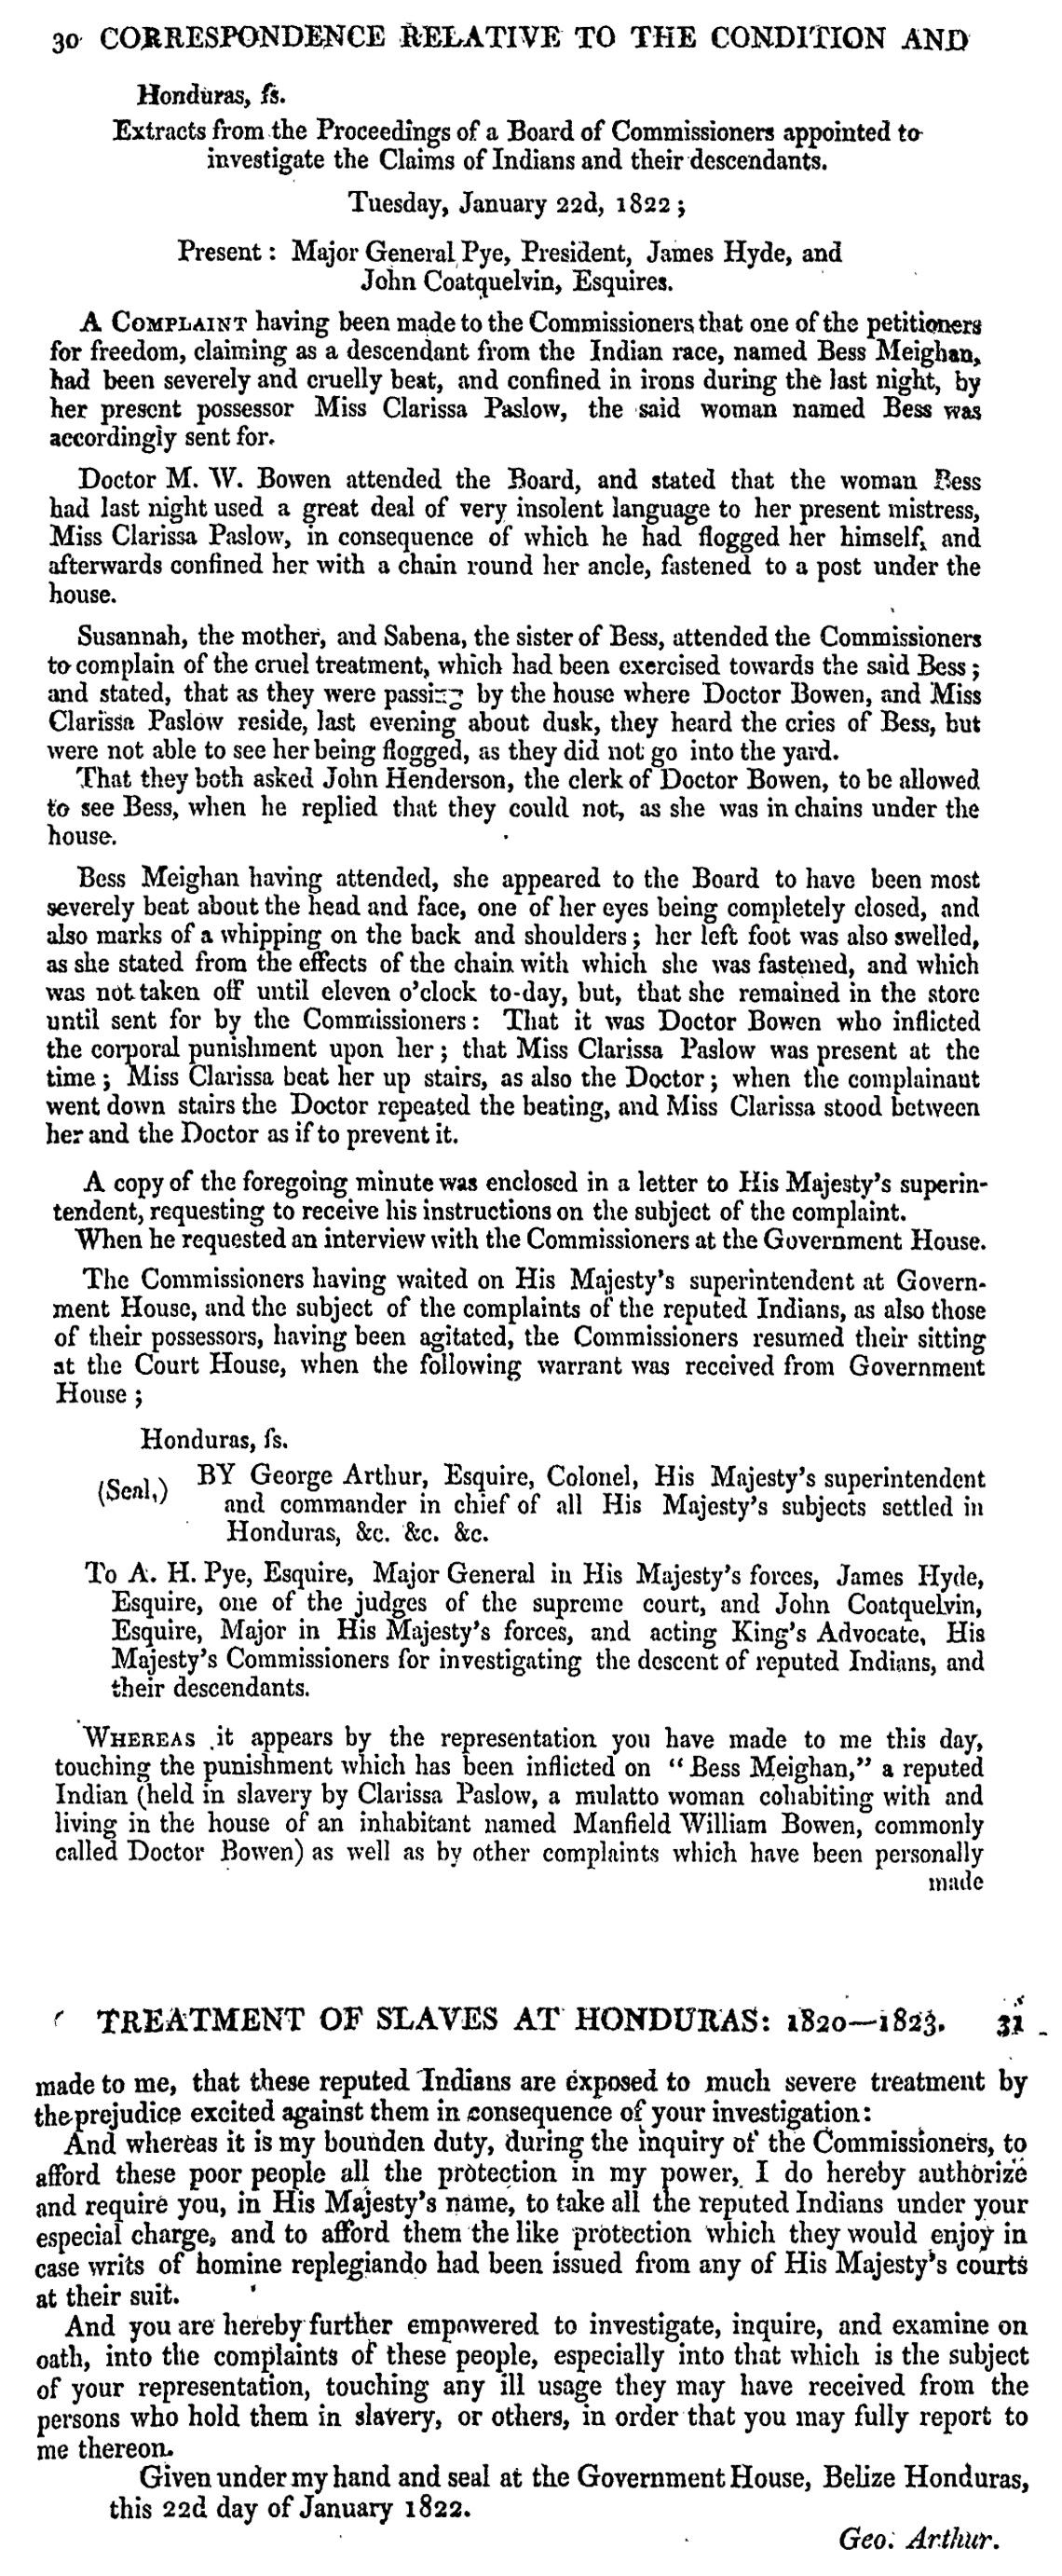 30 CORRESPONDENCE RELATIVE TO THE CONDITION AND
Honduras, ſs.
Extracts from the Proceedings of a Board of Commissioners appointed to
investigate the Claims of Indians and their descendants.
Tuesday, January 22d, 1822;
Present: Major General Pye, President, James Hyde, and
John Coatquelvin, Esquires.
A COMPLAINT having been made to the Commissioners that one of the petitioners
for freedom, claiming as a descendant from the Indian race, named Bess Meighan,
had been severely and cruelly beat, and confined in irons during the last night, by
her present possessor Miss Clarissa Paslow, the said woman named Bess was
accordingly sent for.
Doctor M. W. Bowen attended the Board, and stated that the woman Bess
had last night used a great deal of very insolent language to her present mistress,
Miss Clarissa Paslow, in consequence of which he had flogged her himself, and
afterwards confined her with a chain round her ancle, fastened to a post under the
house.
Susannah, the mother, and Sabena, the sister of Bess, attended the Commissioners
to complain of the cruel treatment, which had been exercised towards the said Bess;
and stated, that as they were passing by the house where Doctor Bowen, and Miss
Clarissa Paslow reside, last evening about dusk, they heard the cries of Bess, but
were not able to see her being flogged, as they did not go into the yard.
That they both asked John Henderson, the clerk of Doctor Bowen, to be allowed
to see Bess, when he replied that they could not, as she was in chains under the
house.
Bess Meighan having attended, she appeared to the Board to have been most
severely beat about the head and face, one of her eyes being completely closed, and
also marks of a whipping on the back and shoulders; her left foot was also swelled,
as she stated from the effects of the chain with which she was fastened, and which
was not taken off until eleven o'clock to-day, but, that she remained in the store
until sent for by the Commissioners: That it was Doctor Bowen who inflicted
the corporal punishment upon her; that Miss Clarissa Paslow was present at the
time; Miss Clarissa beat her up stairs, as also the Doctor; when the complainant
went down stairs the Doctor repeated the beating, and Miss Clarissa stood between
her and the Doctor as if to prevent it.
A copy of the foregoing minute was enclosed in a letter to His Majesty's superin-
tendent, requesting to receive his instructions on the subject of the complaint.
When he requested an interview with the Commissioners at the Government House.
The Commissioners having waited on His Majesty's superintendent at Govern-
ment House, and the subject of the complaints of the reputed Indians, as also those
of their possessors, having been agitated, the Commissioners resumed their sitting
at the Court House, when the following warrant was received from Government
House;
Honduras, ſs.
(Seal.) BY George Arthur, Esquire, Colonel, His Majesty's superintendent
and commander in chief of all His Majesty's subjects settled in
Honduras, &c. &c. &c.
To A. H. Pye, Esquire, Major General in His Majesty's forces, James Hyde,
Esquire, one of the judges of the supreme court, and John Coatquelvin,
Esquire, Major in His Majesty's forces, and acting King's Advocate, His
Majesty's Commissioners for investigating the descent of reputed Indians, and
their descendants.
WHEREAS it appears by the representation you have made to me this day,
touching the punishment which has been inflicted on "Bess Meighan," a reputed
Indian (held in slavery by Clarissa Paslow, a mulatto woman cohabiting with and
living in the house of an inhabitant named Manfield William Bowen, commonly
called Doctor Bowen) as well as by other complaints which have been personally
made
TREATMENT OF SLAVES AT HONDURAS: 1820—1823. 31
made to me, that these reputed Indians are exposed to much severe treatment by
the prejudice excited against them in consequence of your investigation:
And whereas it is my bounden duty, during the inquiry of the Commissioners, to
afford these poor people all the protection in my power, I do hereby authorize
and require you, in His Majesty's name, to take all the reputed Indians under your
especial charge, and to afford them the like protection which they would enjoy in
case writs of homine replegiando had been issued from any of His Majesty's courts
at their suit.
And you are hereby further empowered to investigate, inquire, and examine on
oath, into the complaints of these people, especially into that which is the subject
of your representation, touching any ill usage they may have received from the
persons who hold them in slavery, or others, in order that you may fully report to
me thereon.
Given under my hand and seal at the Government House, Belize Honduras,
this 22d day of January 1822.
Geo. Arthur.